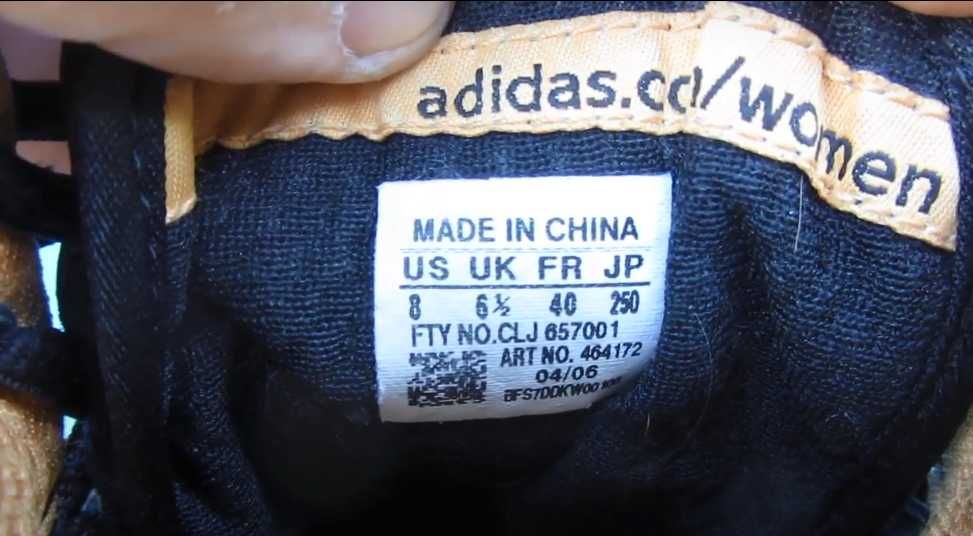 adidas.co/women
MADE IN CHINA
US UK FR JP
8 6½ 40 250
FTY NO.CLJ 657001
ART NO. 464172
04/06